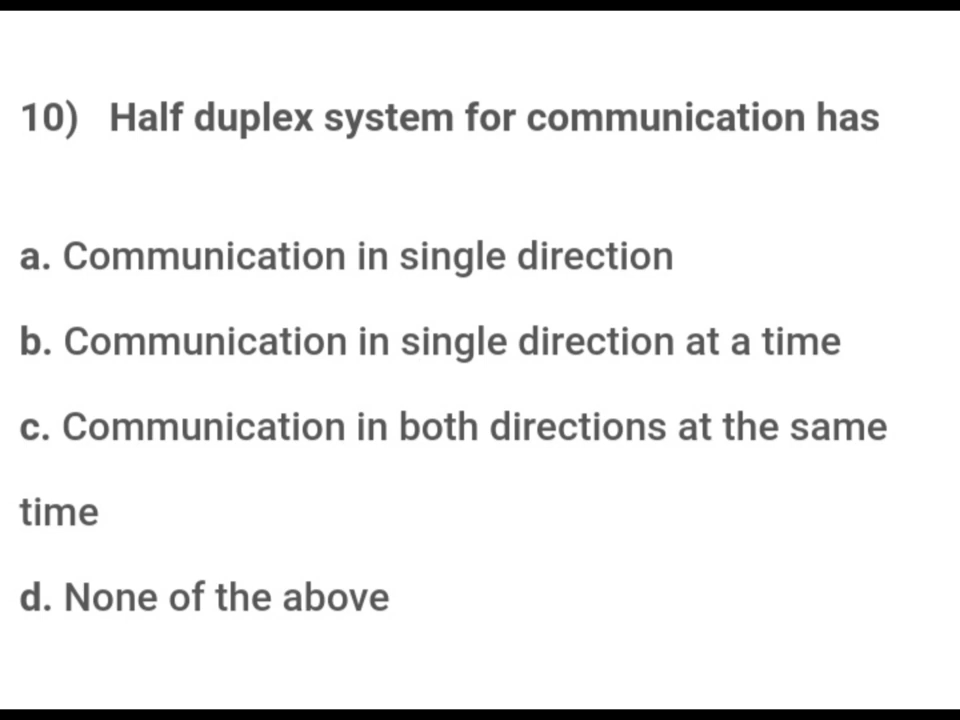 10) Half duplex system for communication has
a. Communication in single direction
b. Communication in single direction at a time
c. Communication in both directions at the same
time
d. None of the above